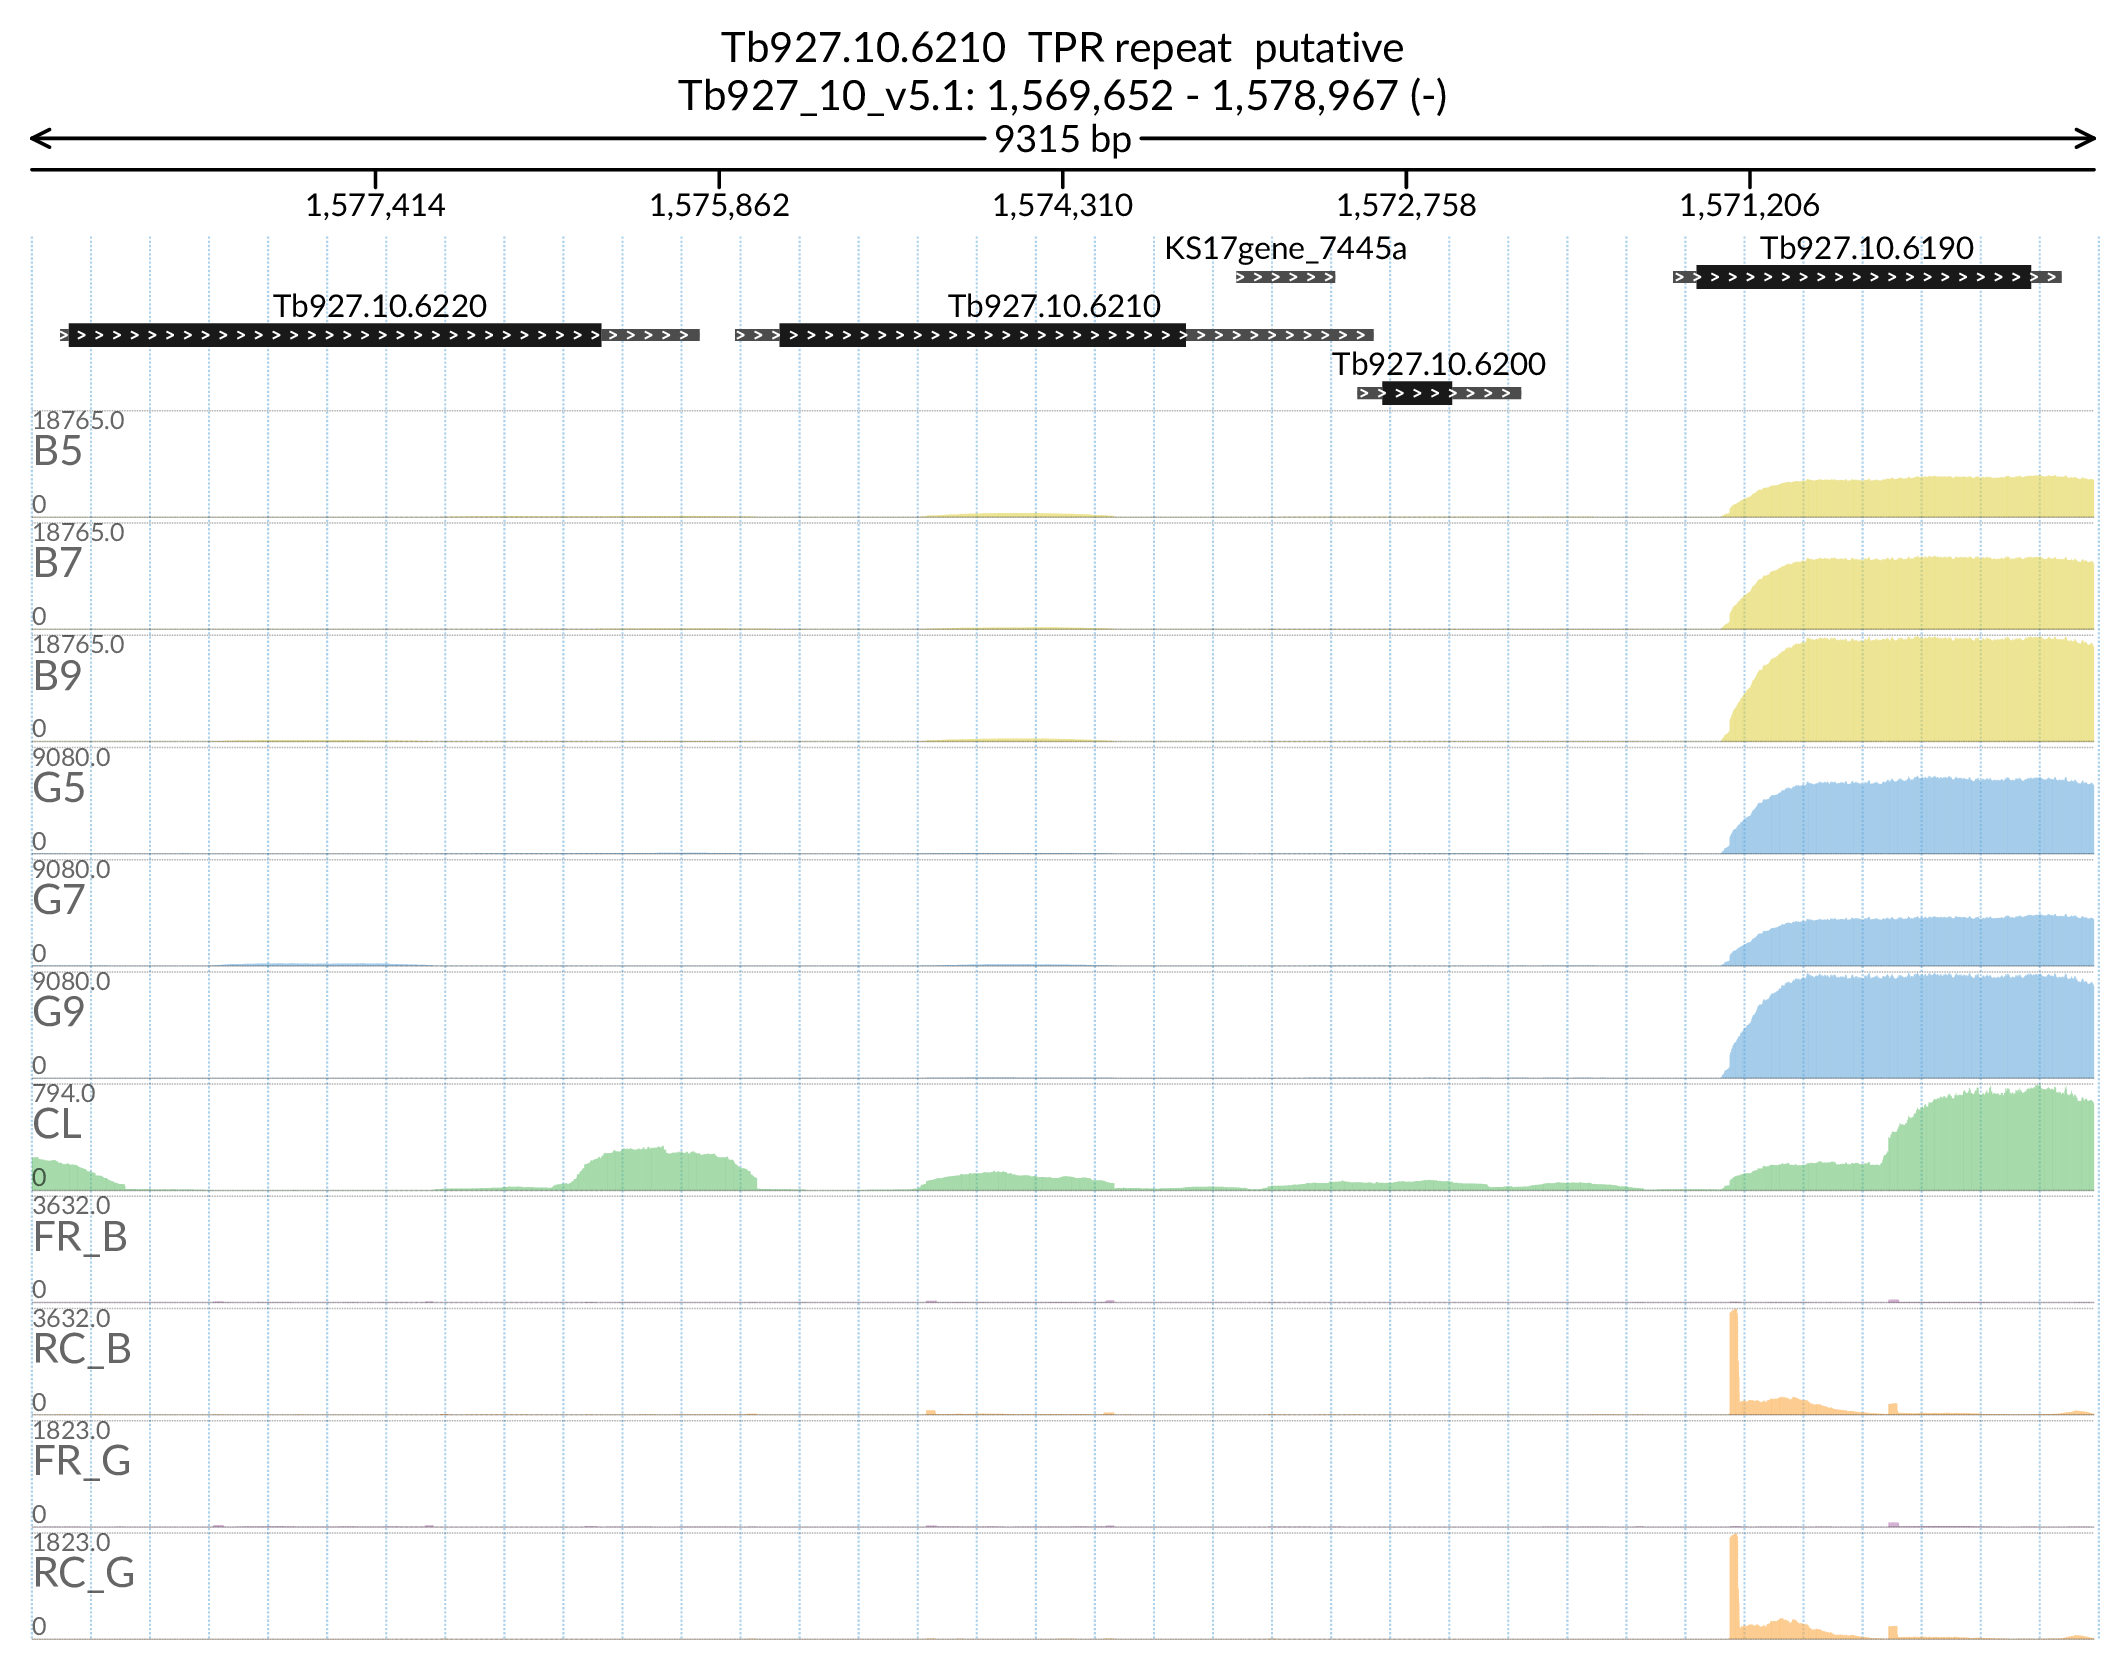 Tb927.10.6210  TPR repeat  putative
Tb927_10_v5.1: 1,569,652 - 1,578,967 (-)
9315 bp
1,577,414 1,575,862 1,574,310 1,572,758 1,571,206
KS17gene_7445a Tb927.10.6190
Tb927.10.6220 Tb927.10.6210
Tb927.10.6200
18765.0
B5
0
18765.0
B7
0
18765.0
B9
0
9080.0
G5
0
9080.0
G7
0
9080.0
G9
0
794.0
CL
0
3632.0
FR_B
0
3632.0
RC_B
0
1823.0
FR_G
0
1823.0
RC_G
0